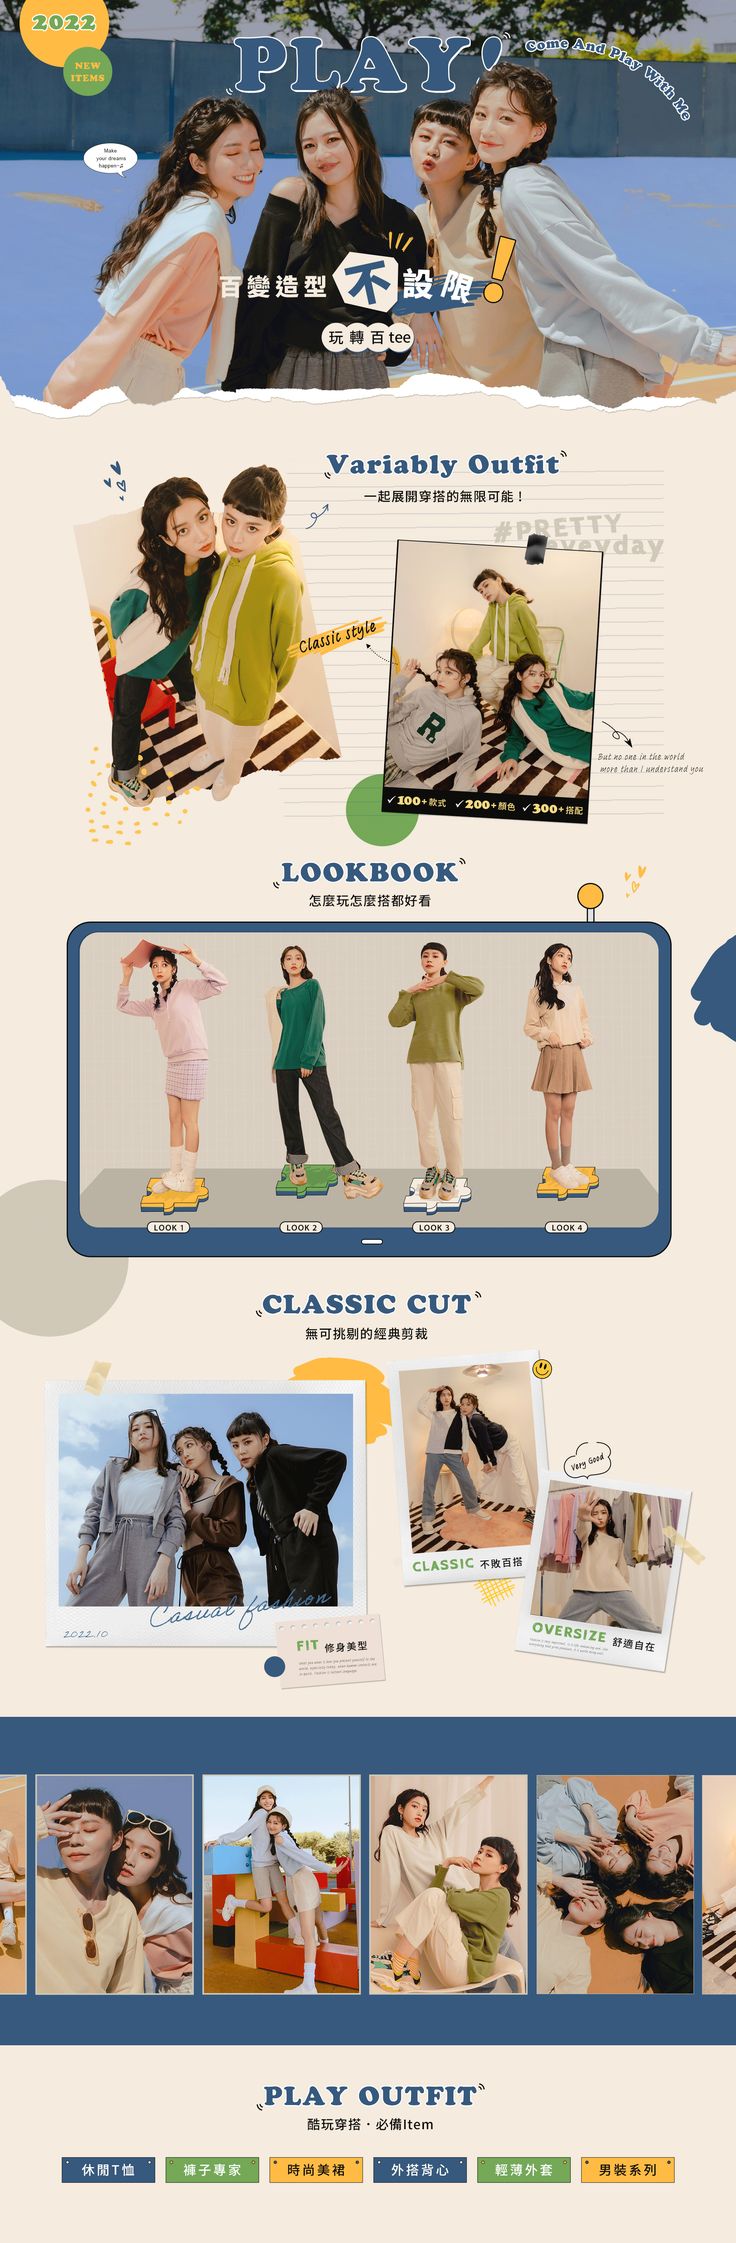 2022
NEW
ITEMS
PLAY!
Come And Play With Me
Make
your dreams
happen~♫
百變造型不設限!
玩轉百tee
Variably Outfit
一起展開穿搭的無限可能！
#PRETTY
everyday
Classic style
R.
But no one in the world
more than I understand you
✓100+款式 ✓200+顏色 ✓300+搭配
LOOKBOOK
怎麼玩怎麼搭都好看
LOOK 1
LOOK 2
LOOK 3
LOOK 4
CLASSIC CUT
無可挑剔的經典剪裁
Casual fashion
2022.10
FIT 修身美型
CLASSIC 不敗百搭
Very Good
OVERSIZE 舒適自在
PLAY OUTFIT
酷玩穿搭・必備Item
休閒T恤
褲子專家
時尚美裙
外搭背心
輕薄外套
男裝系列